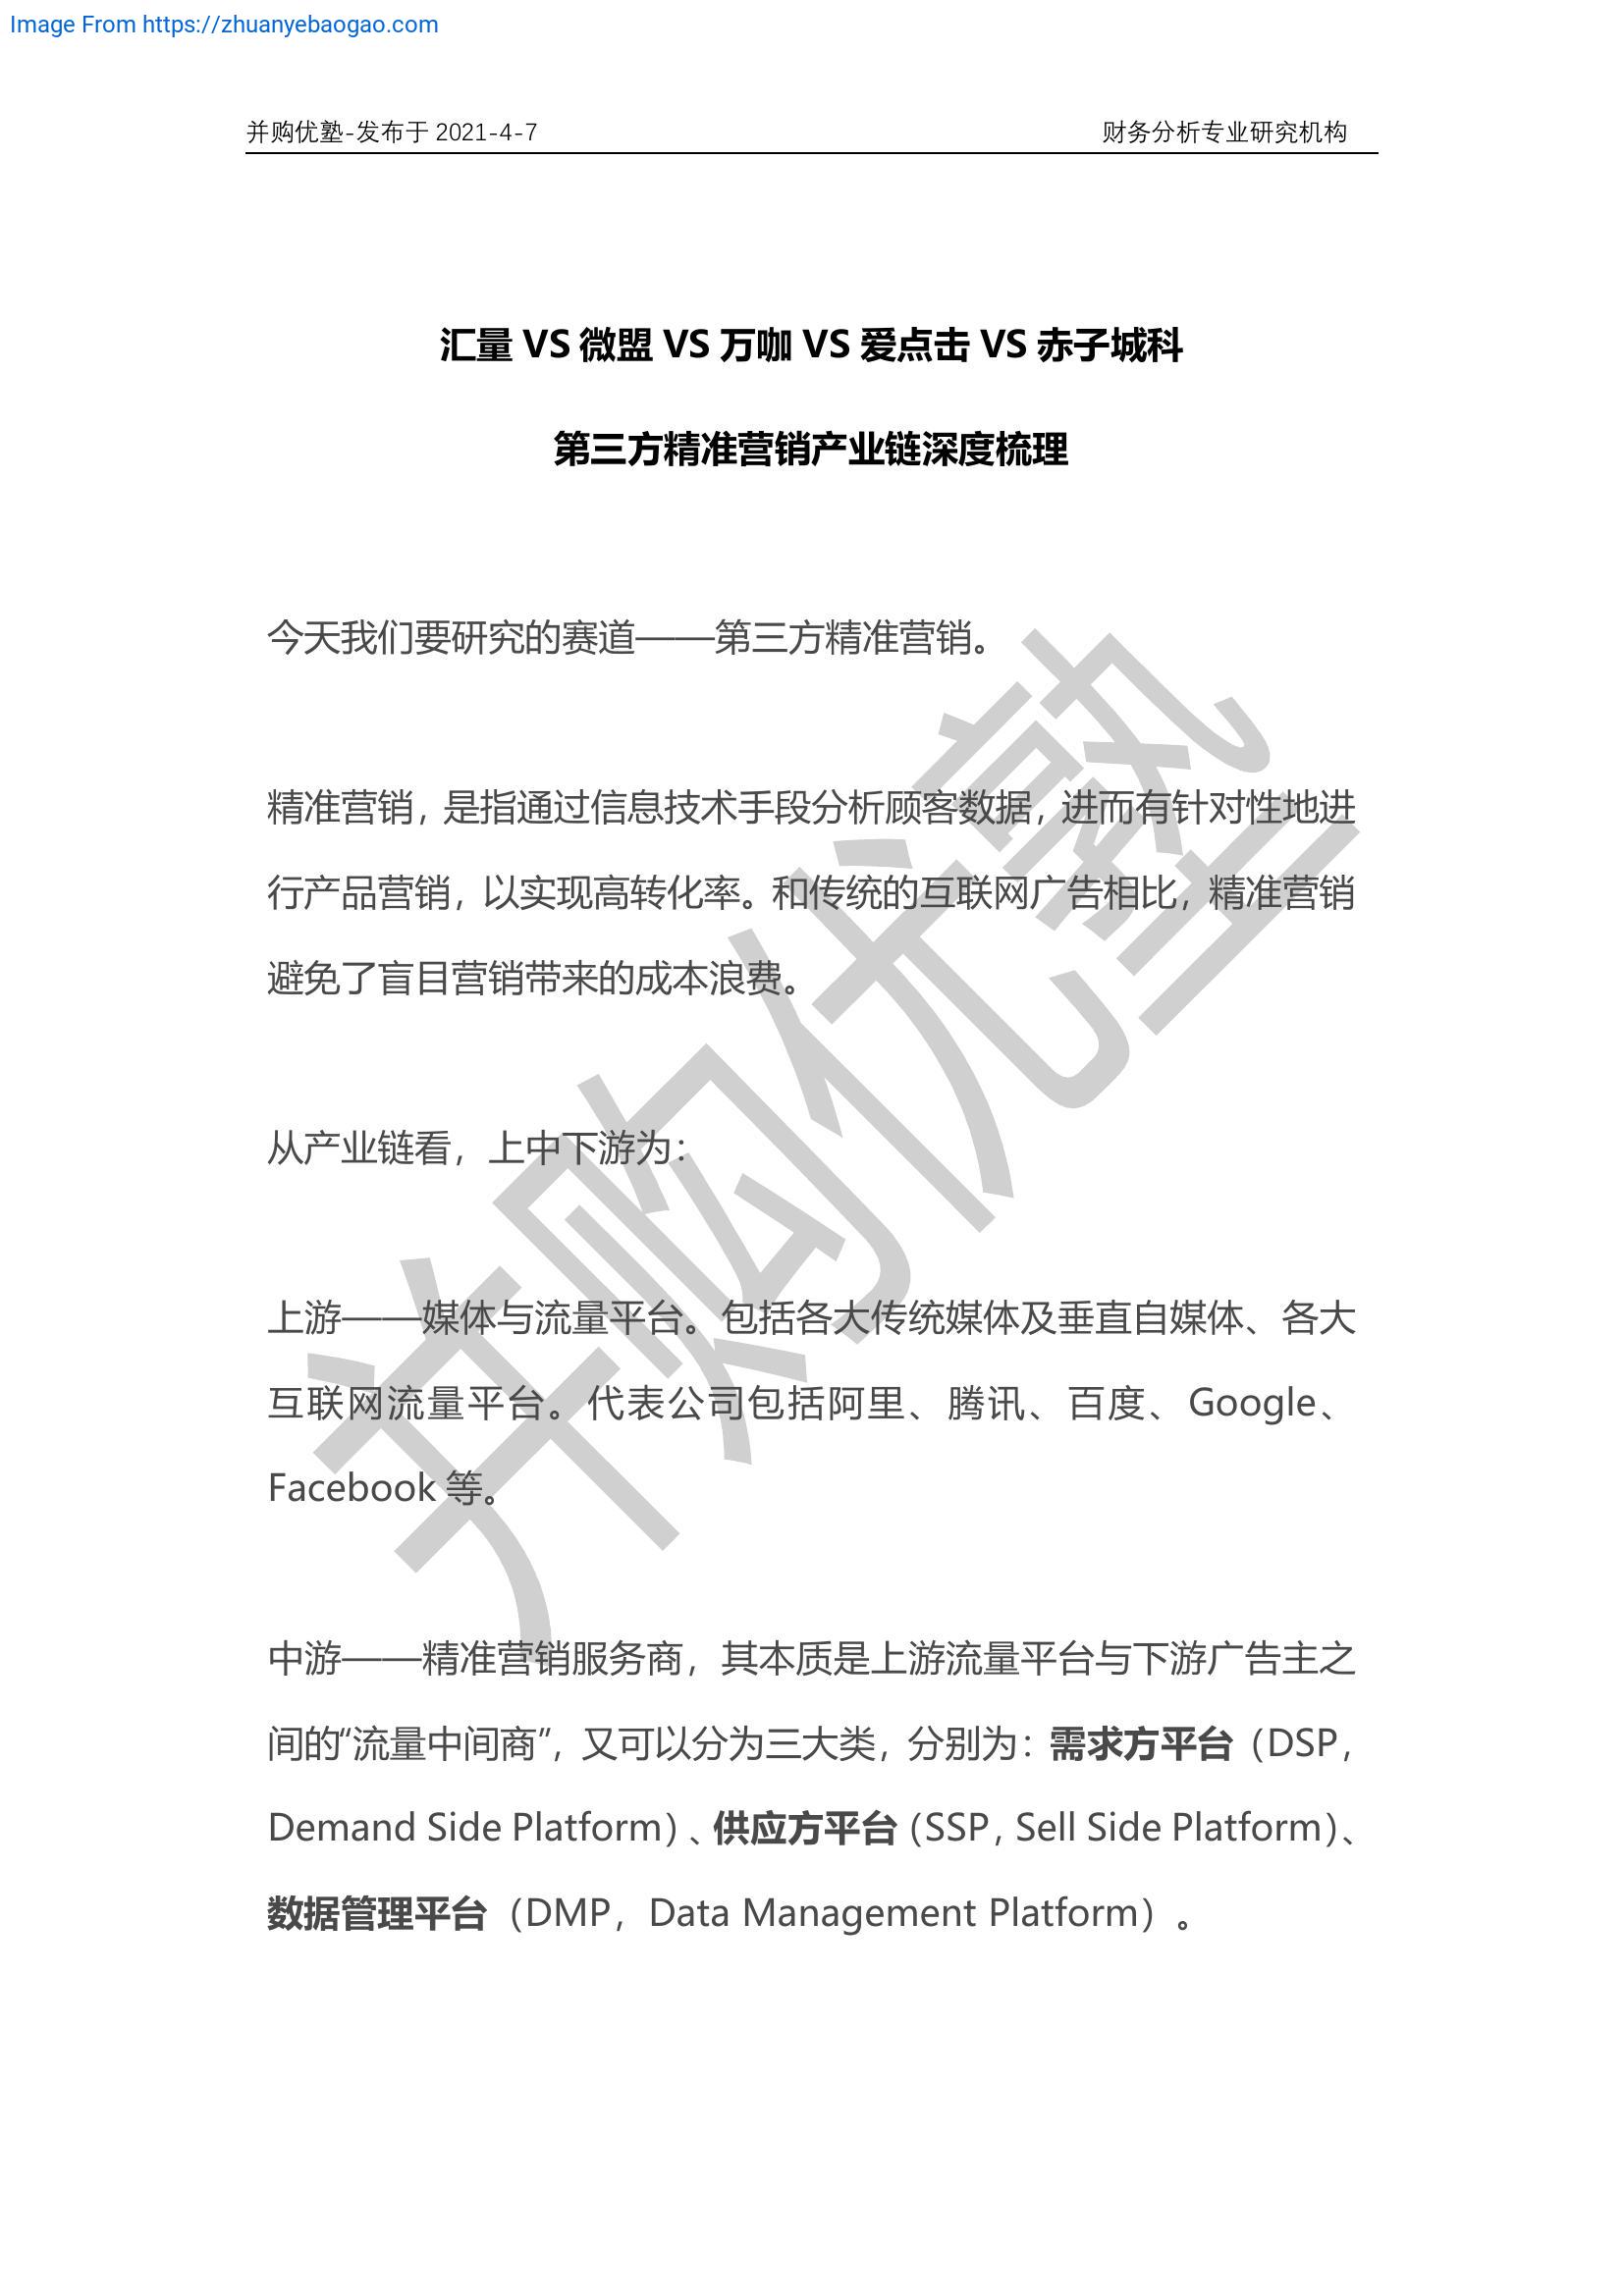 Image From https://zhuanyebaogao.com
并购优塾-发布于 2021-4-7 财务分析专业研究机构
汇量 VS 微盟 VS 万咖 VS 爱点击 VS 赤子城科
第三方精准营销产业链深度梳理
今天我们要研究的赛道——第三方精准营销。
精准营销，是指通过信息技术手段分析顾客数据，进而有针对性地进
行产品营销，以实现高转化率。和传统的互联网广告相比，精准营销
避免了盲目营销带来的成本浪费。
从产业链看，上中下游为：
上游——媒体与流量平台。包括各大传统媒体及垂直自媒体、各大
互联网流量平台。代表公司包括阿里、腾讯、百度、Google、
Facebook 等。
中游——精准营销服务商，其本质是上游流量平台与下游广告主之
间的“流量中间商”，又可以分为三大类，分别为：需求方平台（DSP，
Demand Side Platform）、供应方平台（SSP，Sell Side Platform）、
数据管理平台（DMP，Data Management Platform）。
并购优塾